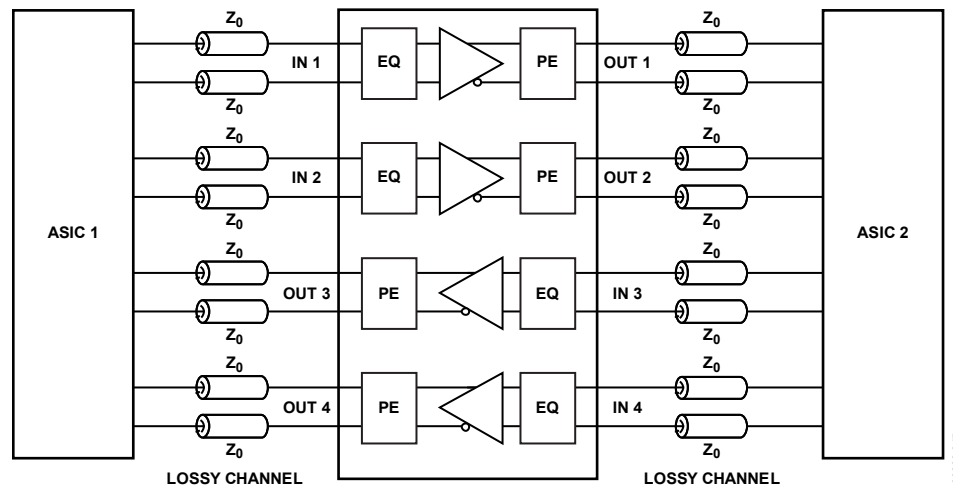 Z0 Z0
IN 1 EQ PE OUT 1
Z0 Z0
Z0 Z0
IN 2 EQ PE OUT 2
Z0 Z0
ASIC 1 ASIC 2
Z0 Z0
OUT 3 PE EQ IN 3
Z0 Z0
Z0 Z0
OUT 4 PE EQ IN 4
Z0 Z0
LOSSY CHANNEL LOSSY CHANNEL